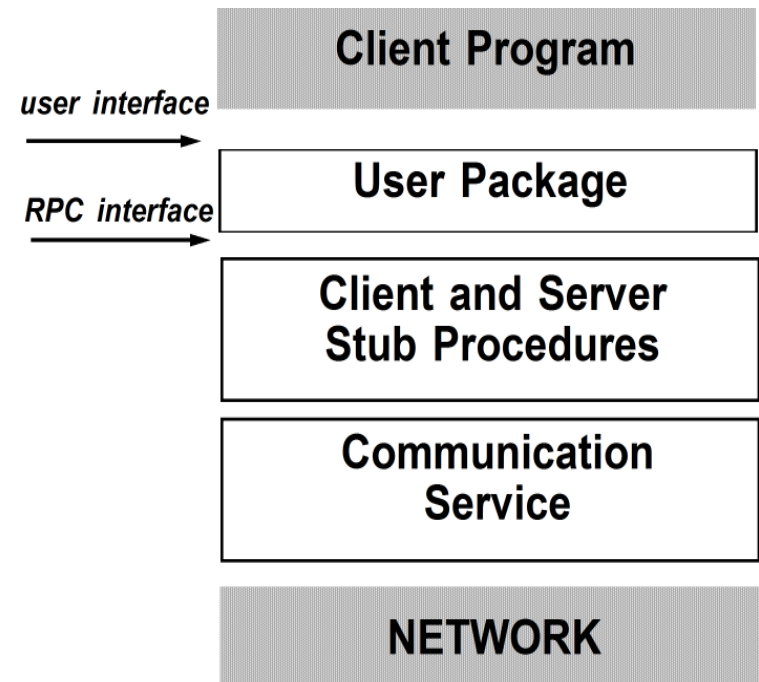 Client Program
user interface
User Package
RPC interface
Client and Server
Stub Procedures
Communication
Service
NETWORK